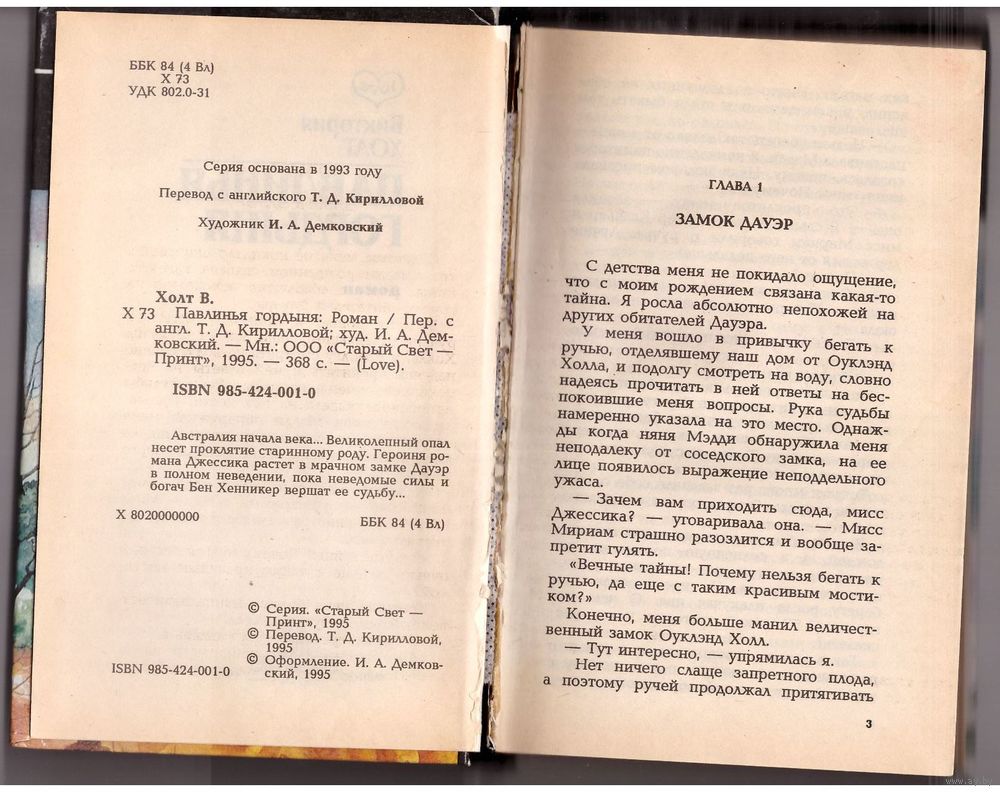 ББК 84 (4 Вл)
Х 73
УДК 802.0-31
Серия основана в 1993 году
Перевод с английского Т. Д. Кирилловой
Художник И. А. Демковский
Холт В.
Х 73 Павлинья гордыня: Роман / Пер. с
англ. Т. Д. Кирилловой; худ. И. А. Дем-
ковский. — Мн.: ООО «Старый Свет —
Принт», 1995. — 368 с. — (Love).
ISBN 985-424-001-0
Австралия начала века... Великолепный опал
несет проклятие старинному роду. Героиня ро-
мана Джессика растет в мрачном замке Дауэр
в полном неведении, пока неведомые силы и
богач Бен Хенникер вершат ее судьбу...
Х 8020000000
ББК 84 (4 Вл)
© Серия. «Старый Свет —
Принт», 1995
© Перевод. Т. Д. Кирилловой,
1995
© Оформление. И. А. Демков-
ский, 1995
ISBN 985-424-001-0
ГЛАВА 1
ЗАМОК ДАУЭР
С детства меня не покидало ощущение,
что с моим рождением связана какая-то
тайна. Я росла абсолютно непохожей на
других обитателей Дауэра.
У меня вошло в привычку бегать к
ручью, отделявшему наш дом от Оуклэнд
Холла, и подолгу смотреть на воду, словно
надеясь прочитать в ней ответы на бес-
покоившие меня вопросы. Рука судьбы
намеренно указала на это место. Однаж-
ды когда няня Мэдди обнаружила меня
неподалеку от соседского замка, на ее
лице появилось выражение неподдельного
ужаса.
— Зачем вам приходить сюда, мисс
Джессика? — уговаривала она. — Мисс
Мириам страшно разозлится и вообще за-
претит гулять.
«Вечные тайны! Почему нельзя бегать к
ручью, да еще с таким красивым мости-
ком?»
Конечно, меня больше манил величест-
венный замок Оуклэнд Холл.
— Тут интересно, — упрямилась я.
Нет ничего слаще запретного плода,
а поэтому ручей продолжал притягивать
3
www.ay.by